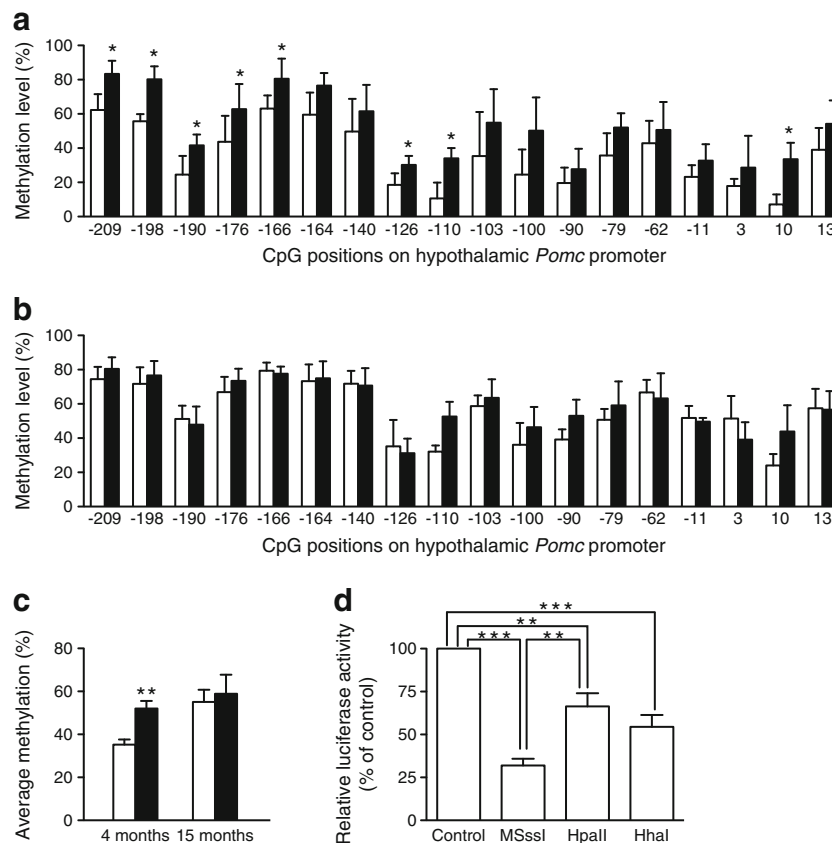 a
Methylation level (%)
100
80
60
40
20
0
* * * * * * * *
-209 -198 -190 -176 -166 -164 -140 -126 -110 -103 -100 -90 -79 -62 -11 3 10 13
CpG positions on hypothalamic Pomc promoter
b
Methylation level (%)
100
80
60
40
20
0
-209 -198 -190 -176 -166 -164 -140 -126 -110 -103 -100 -90 -79 -62 -11 3 10 13
CpG positions on hypothalamic Pomc promoter
c
Average methylation (%)
80
60
40
20
0
**
4 months 15 months
d
Relative luciferase activity
(% of control)
100
75
50
25
0
***
**
*** **
Control MSssI HpaII HhaI